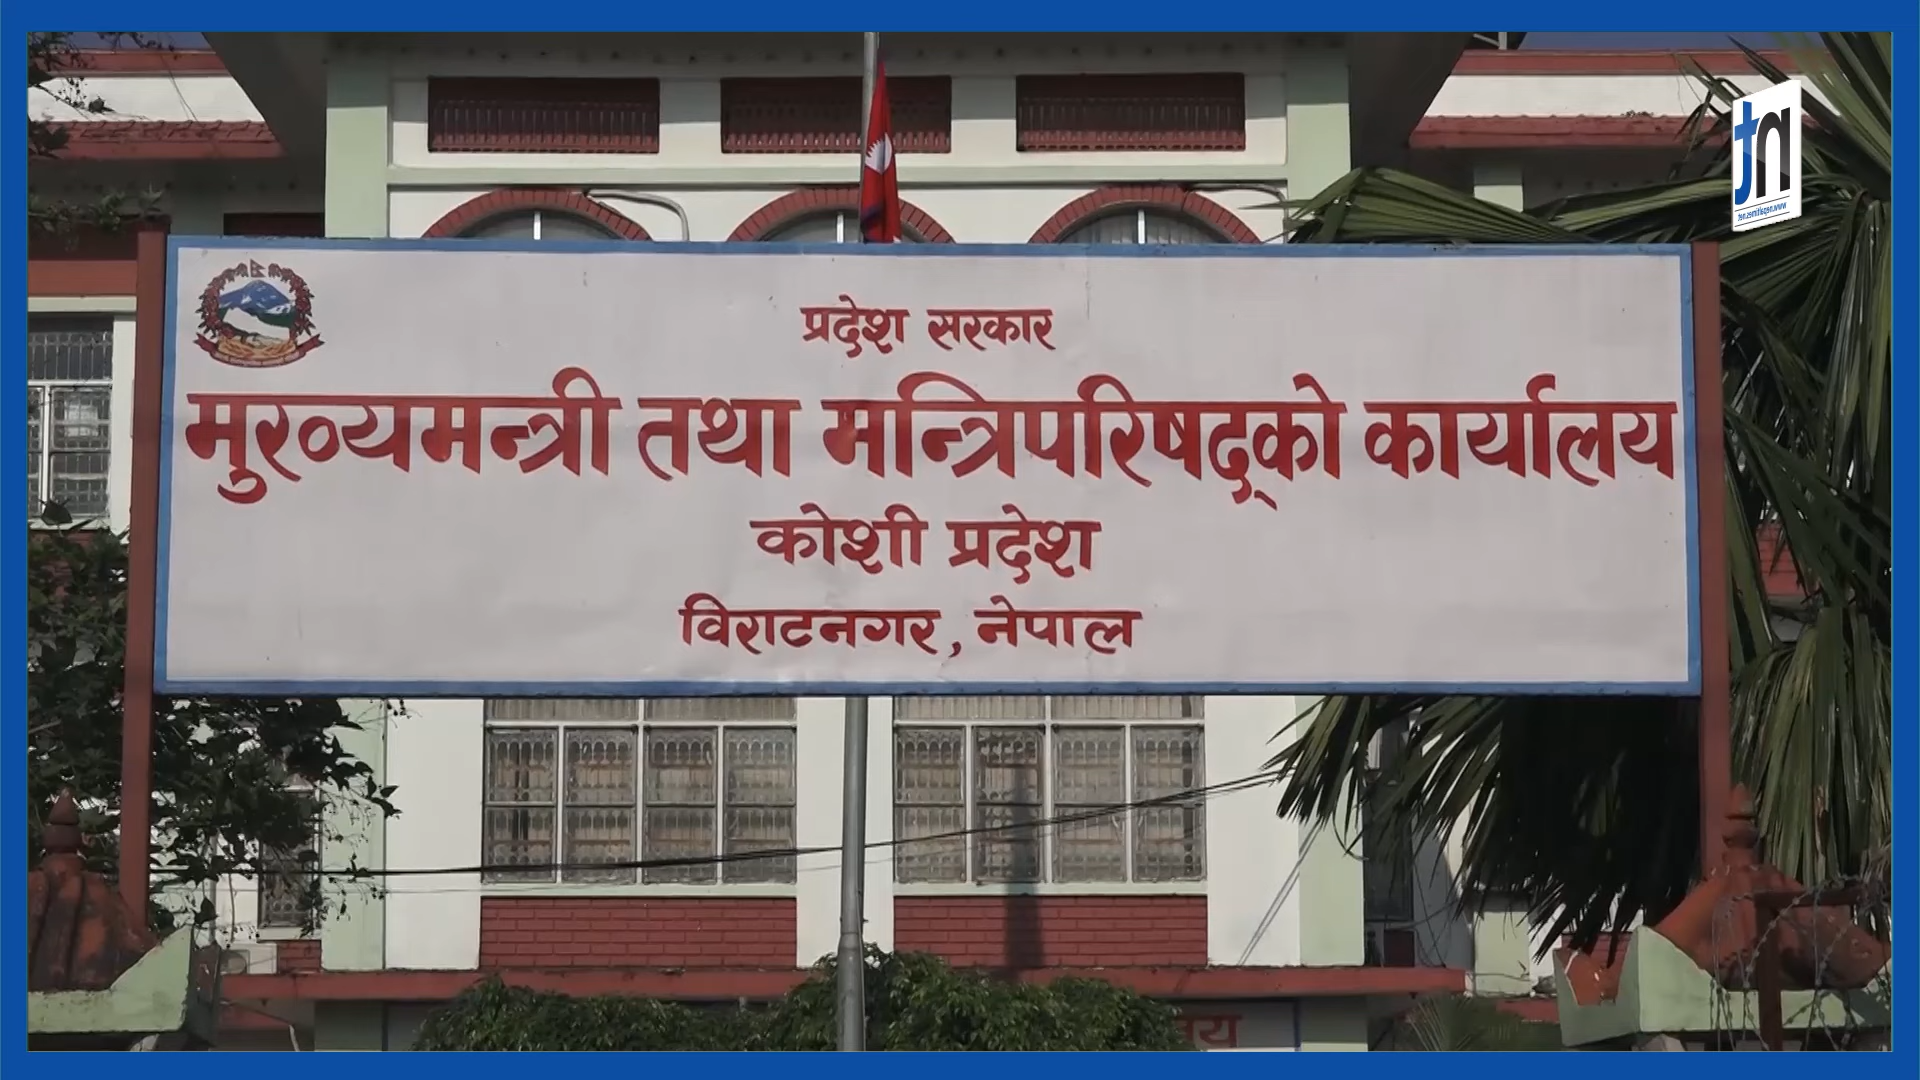 प्रदेश सरकार
मुख्यमन्त्री तथा मन्त्रिपरिषद्को कार्यालय
कोशी प्रदेश
विराटनगर, नेपाल